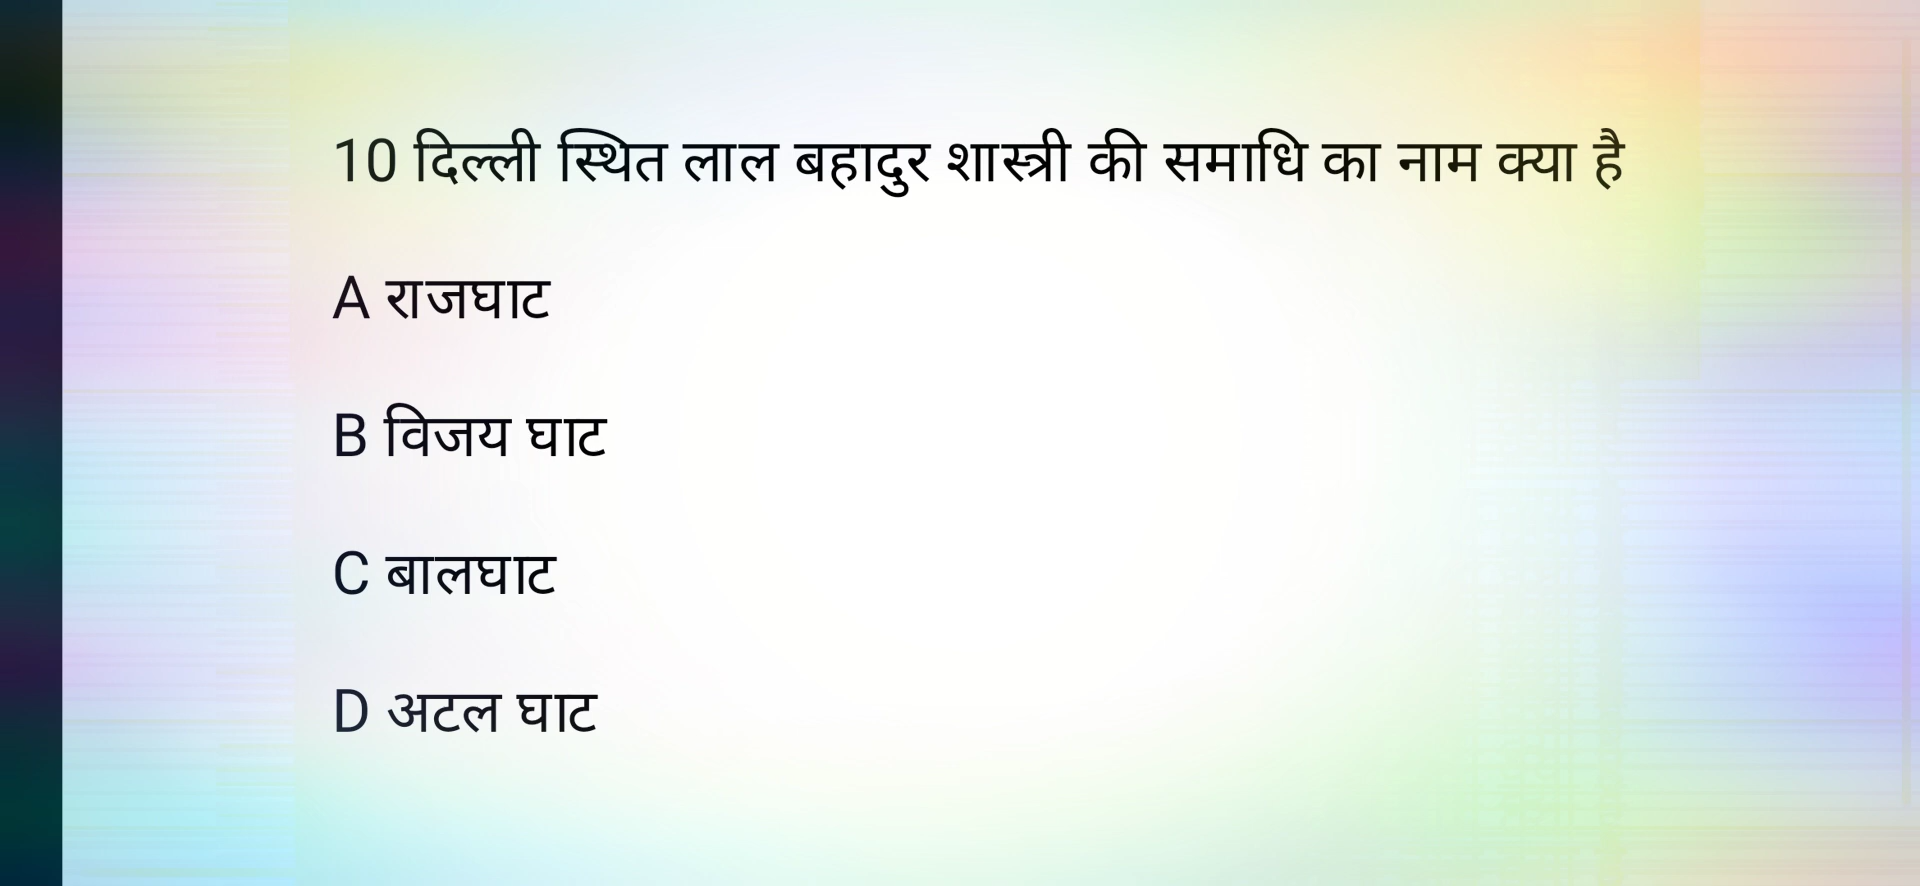 10 दिल्ली स्थित लाल बहादुर शास्त्री की समाधि का नाम क्या है
A राजघाट
B विजय घाट
C बालघाट
D अटल घाट